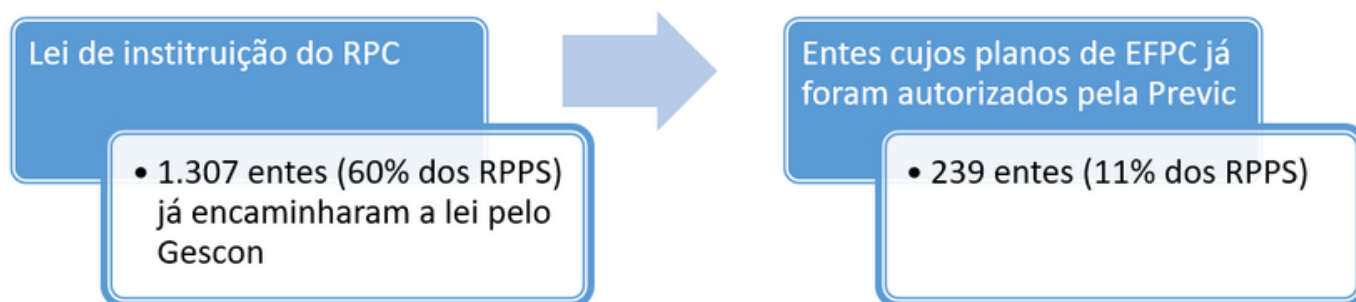 Lei de institruição do RPC
• 1.307 entes (60% dos RPPS)
já encaminharam a lei pelo
Gescon
Entes cujos planos de EFPC já
foram autorizados pela Previc
• 239 entes (11% dos RPPS)